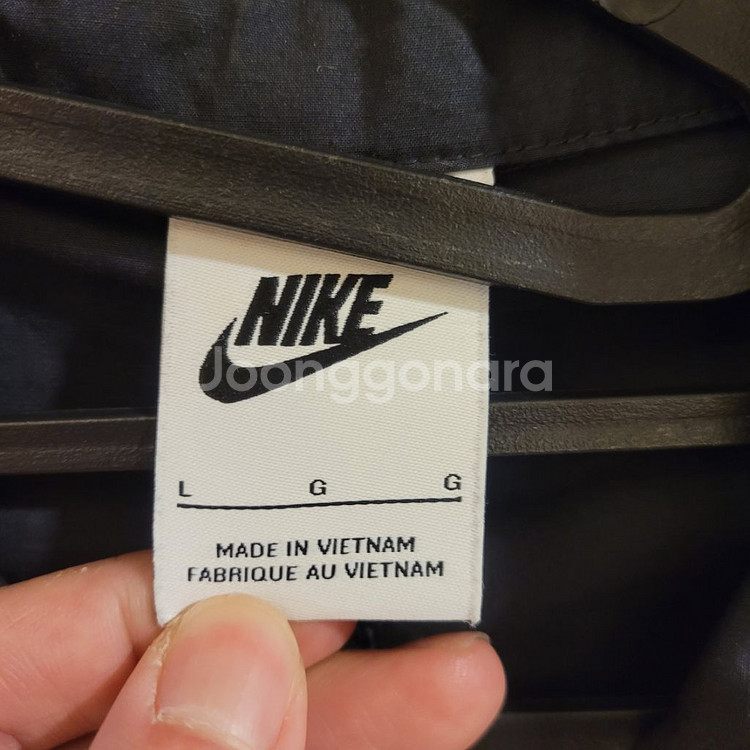 NIKE
Joonggonara
L G G
MADE IN VIETNAM
FABRIQUE AU VIETNAM